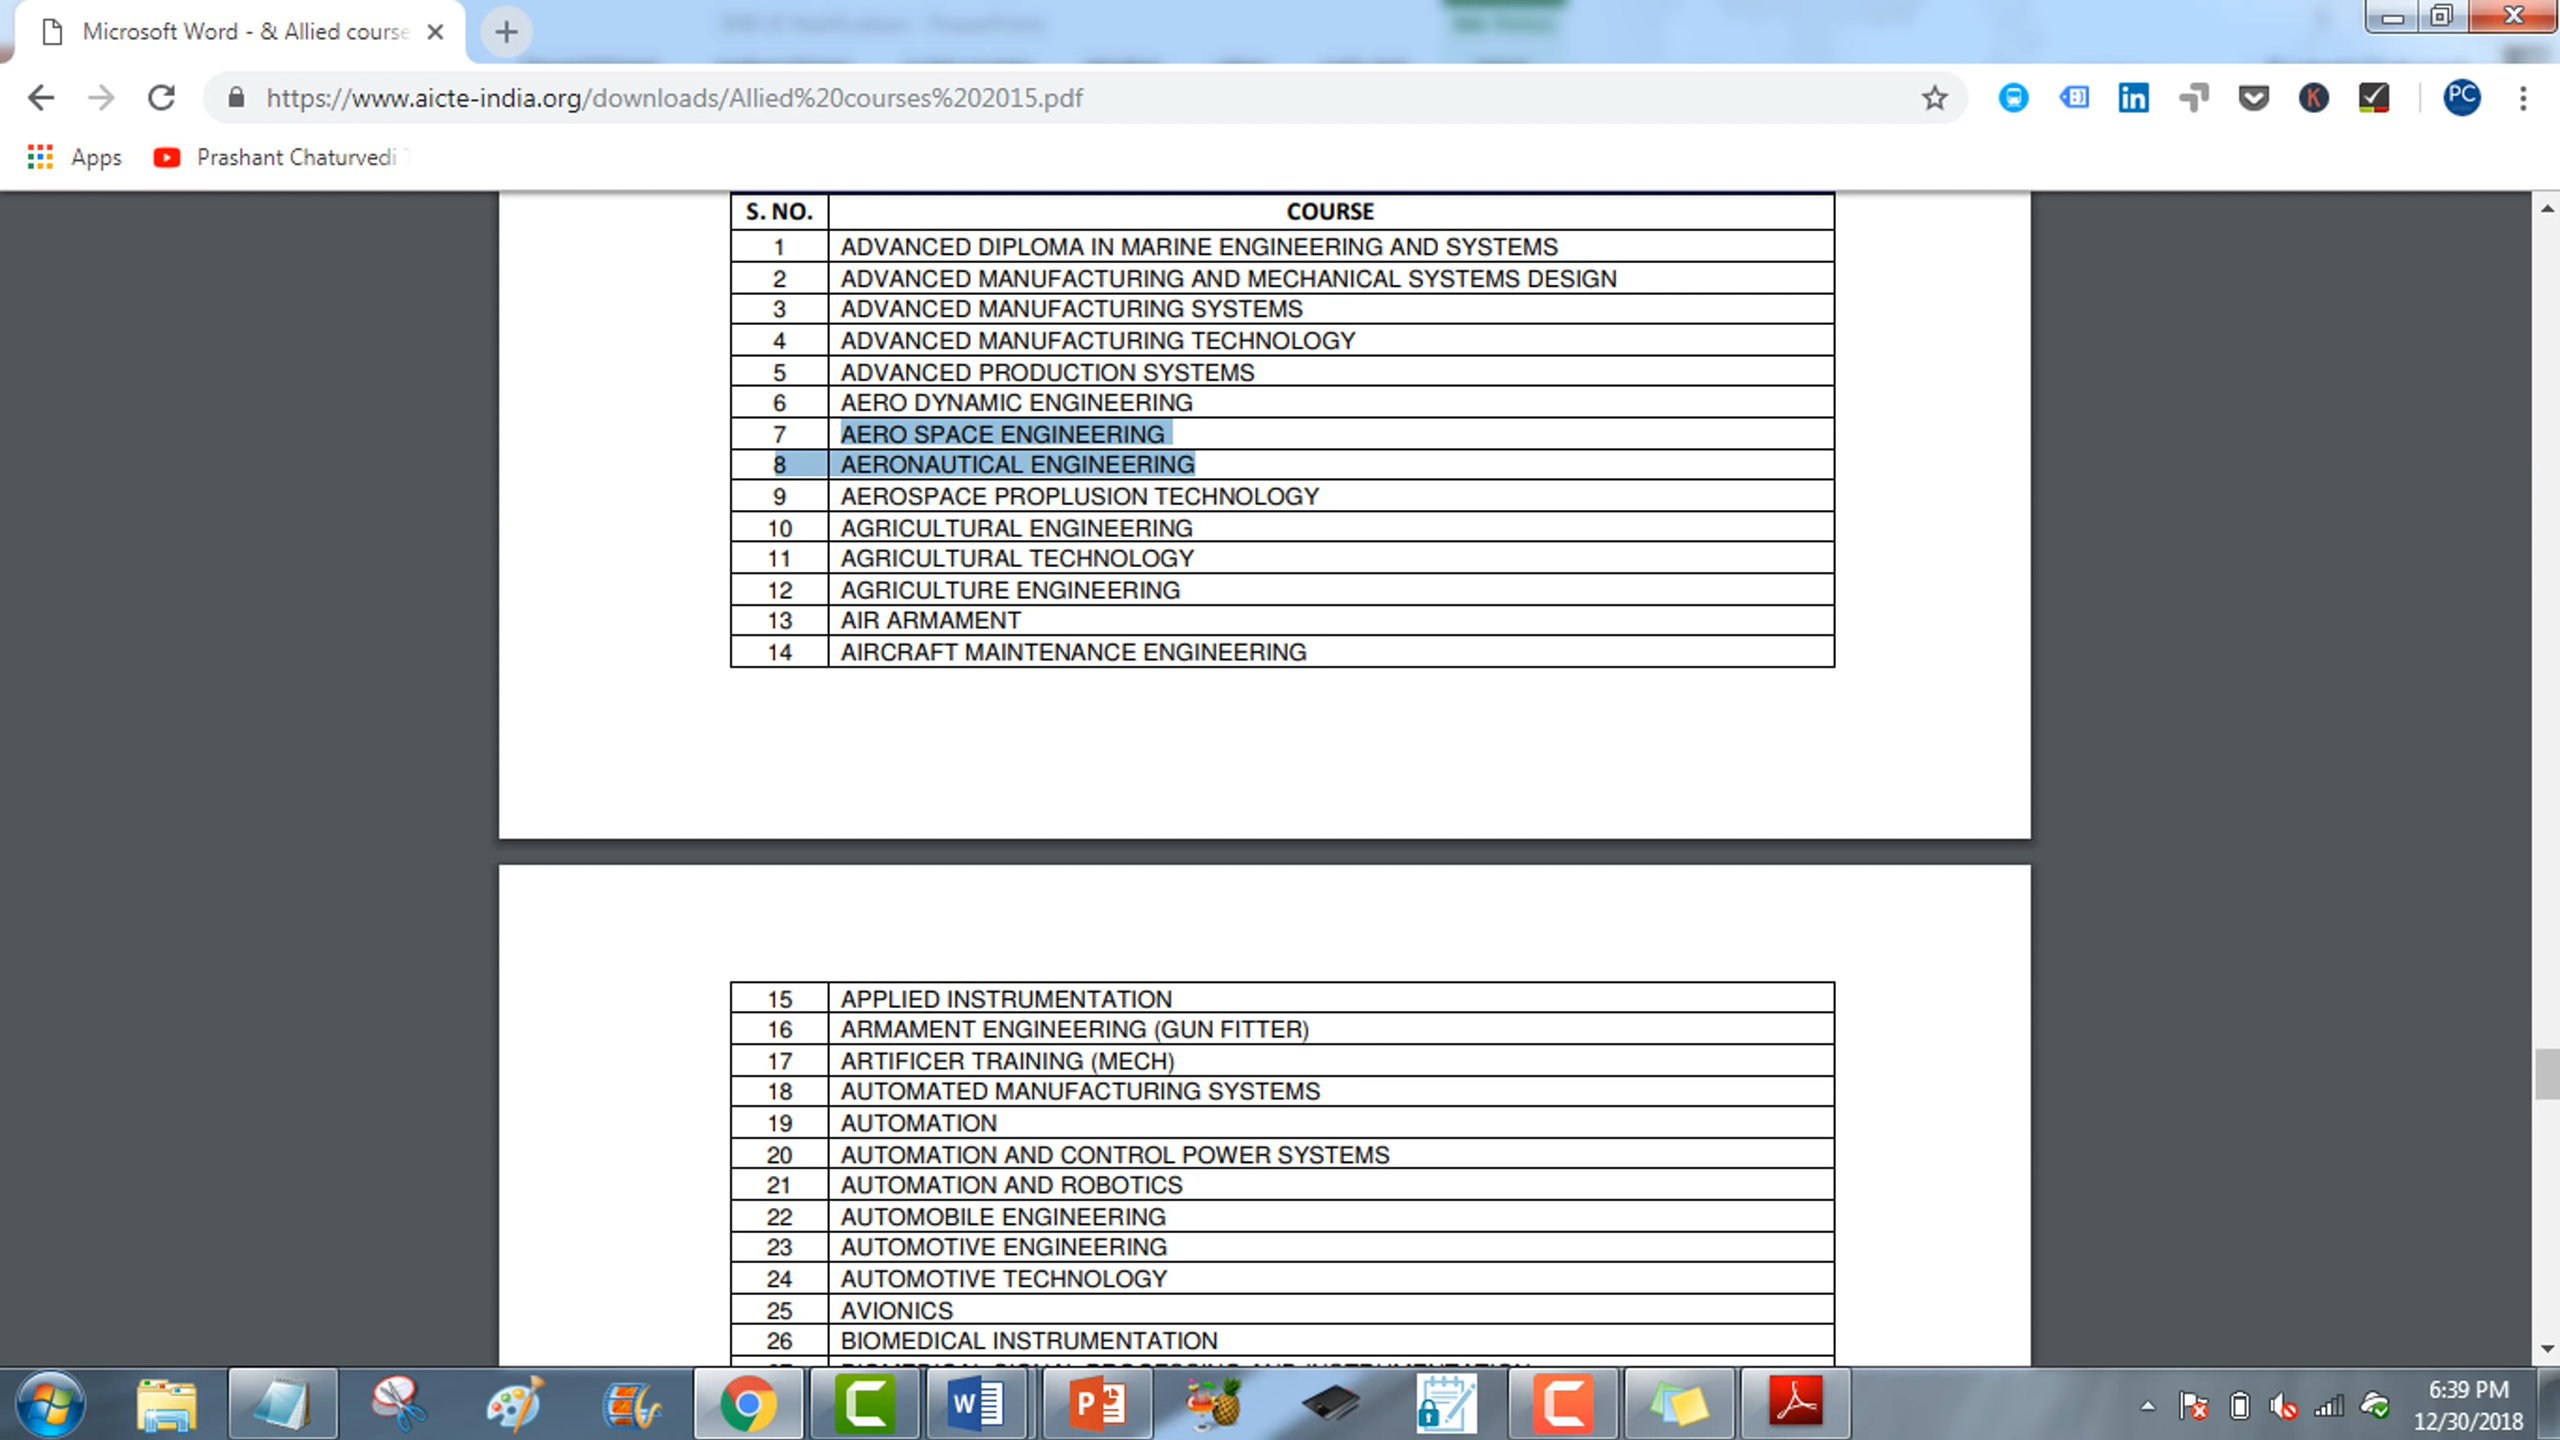 Microsoft Word - & Allied course
https://www.aicte-india.org/downloads/Allied%20courses%202015.pdf
PC
Apps Prashant Chaturvedi
S. NO. COURSE
1 ADVANCED DIPLOMA IN MARINE ENGINEERING AND SYSTEMS
2 ADVANCED MANUFACTURING AND MECHANICAL SYSTEMS DESIGN
3 ADVANCED MANUFACTURING SYSTEMS
4 ADVANCED MANUFACTURING TECHNOLOGY
5 ADVANCED PRODUCTION SYSTEMS
6 AERO DYNAMIC ENGINEERING
7 AERO SPACE ENGINEERING
8 AERONAUTICAL ENGINEERING
9 AEROSPACE PROPLUSION TECHNOLOGY
10 AGRICULTURAL ENGINEERING
11 AGRICULTURAL TECHNOLOGY
12 AGRICULTURE ENGINEERING
13 AIR ARMAMENT
14 AIRCRAFT MAINTENANCE ENGINEERING
15 APPLIED INSTRUMENTATION
16 ARMAMENT ENGINEERING (GUN FITTER)
17 ARTIFICER TRAINING (MECH)
18 AUTOMATED MANUFACTURING SYSTEMS
19 AUTOMATION
20 AUTOMATION AND CONTROL POWER SYSTEMS
21 AUTOMATION AND ROBOTICS
22 AUTOMOBILE ENGINEERING
23 AUTOMOTIVE ENGINEERING
24 AUTOMOTIVE TECHNOLOGY
25 AVIONICS
26 BIOMEDICAL INSTRUMENTATION
6:39 PM
12/30/2018